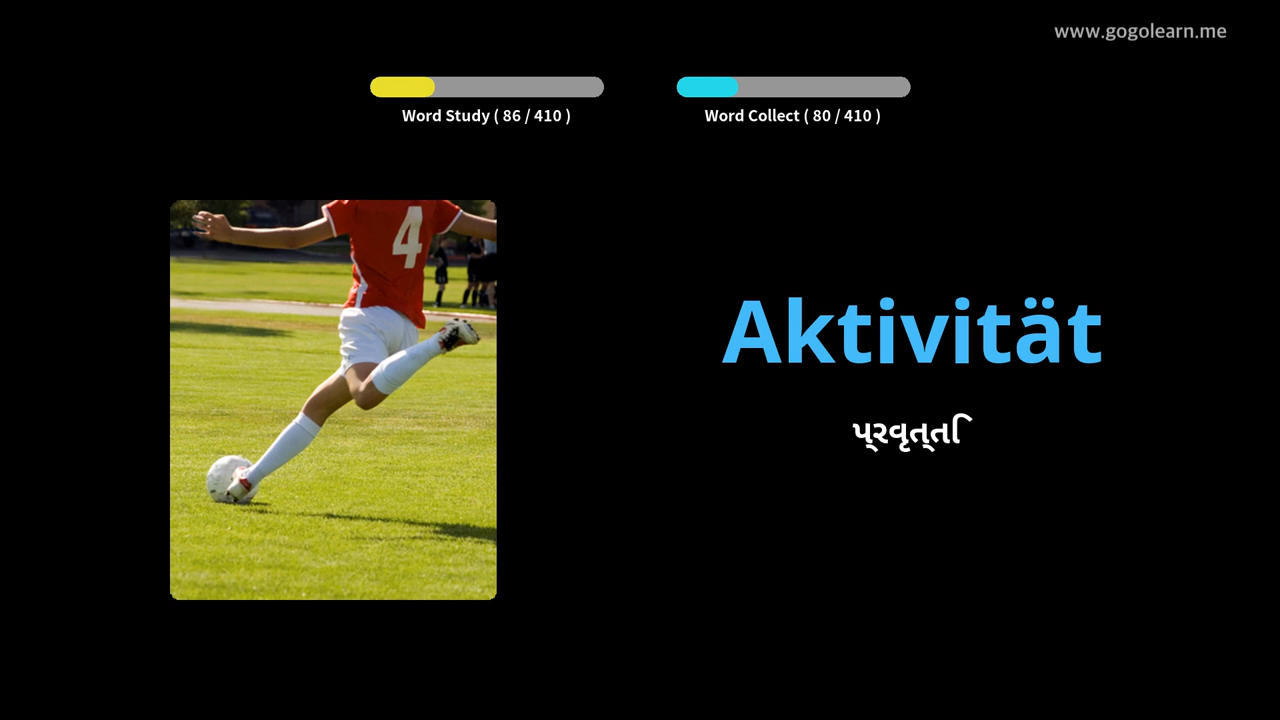 www.gogolearn.me
Word Study ( 86 / 410 )
Word Collect ( 80 / 410 )
4
Aktivität
પ્રવૃત્તિ